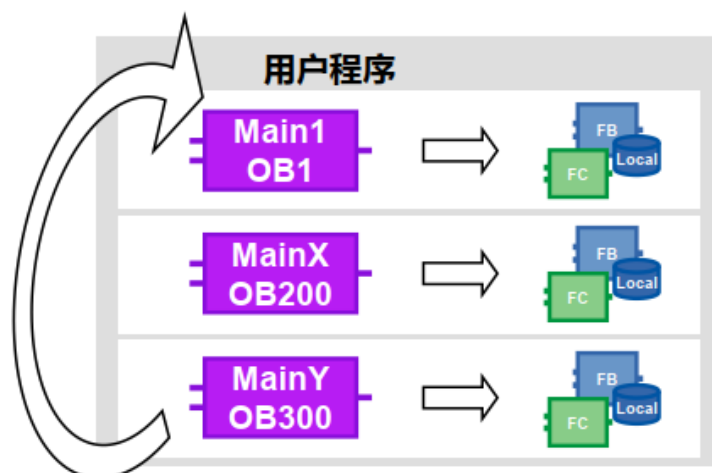 用户程序
Main1
OB1
FB
Local
FC
MainX
OB200
FB
Local
FC
MainY
OB300
FB
Local
FC